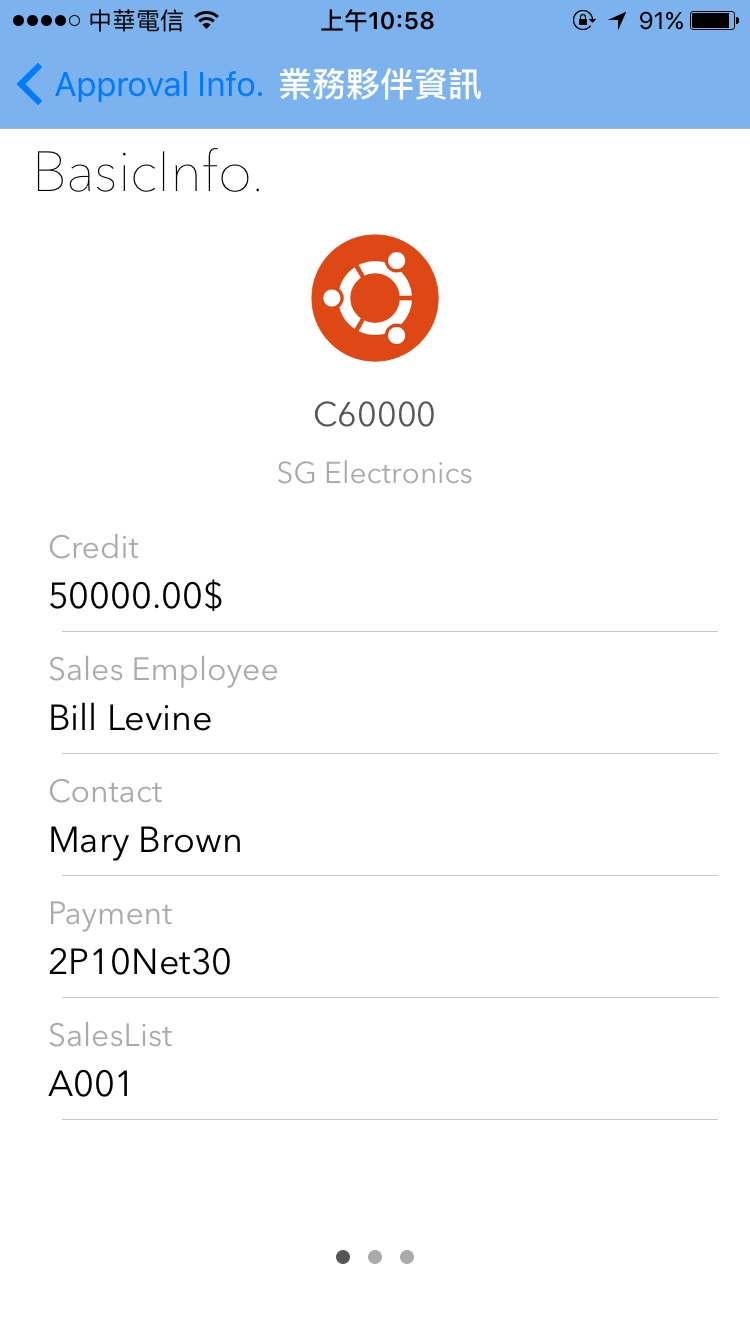 中華電信 上午10:58 91%
Approval Info. 業務夥伴資訊
BasicInfo.
C60000
SG Electronics
Credit
50000.00$
Sales Employee
Bill Levine
Contact
Mary Brown
Payment
2P10Net30
SalesList
A001